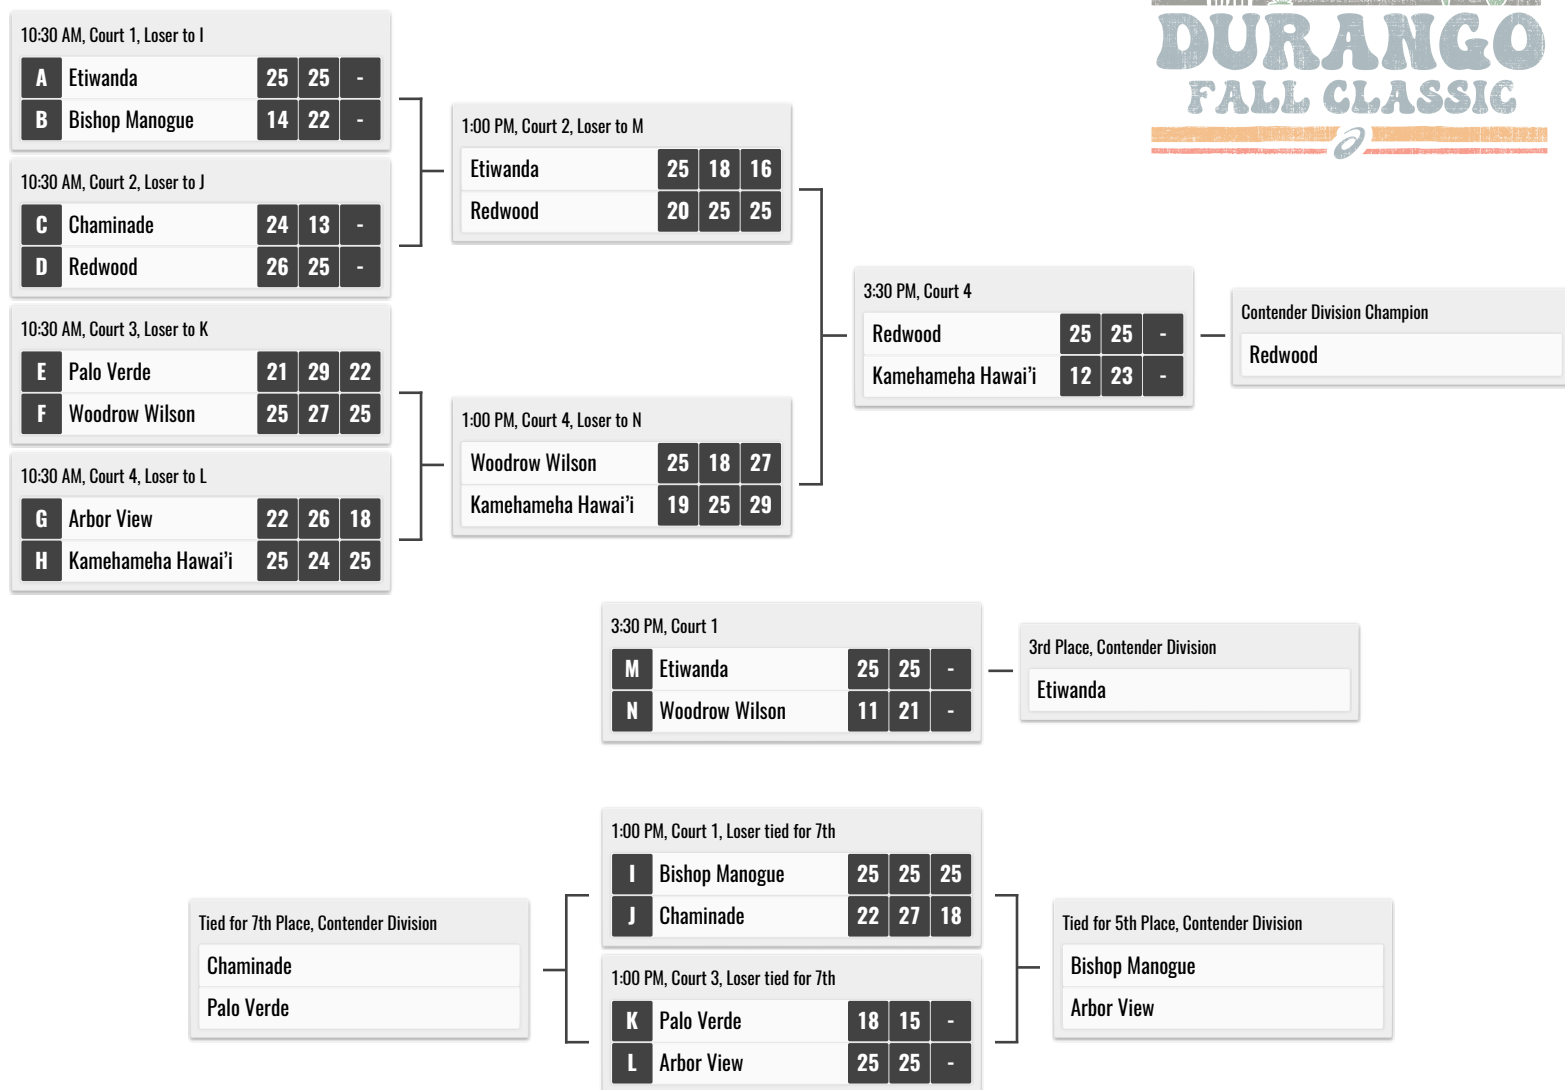 DURANGO
FALL CLASSIC
10:30 AM, Court 1, Loser to I
A Etiwanda 25 25 -
B Bishop Manogue 14 22 -
10:30 AM, Court 2, Loser to J
C Chaminade 24 13 -
D Redwood 26 25 -
10:30 AM, Court 3, Loser to K
E Palo Verde 21 29 22
F Woodrow Wilson 25 27 25
10:30 AM, Court 4, Loser to L
G Arbor View 22 26 18
H Kamehameha Hawai’i 25 24 25
1:00 PM, Court 2, Loser to M
Etiwanda 25 18 16
Redwood 20 25 25
1:00 PM, Court 4, Loser to N
Woodrow Wilson 25 18 27
Kamehameha Hawai’i 19 25 29
3:30 PM, Court 4
Redwood 25 25 -
Kamehameha Hawai’i 12 23 -
Contender Division Champion
Redwood
3:30 PM, Court 1
M Etiwanda 25 25 -
N Woodrow Wilson 11 21 -
3rd Place, Contender Division
Etiwanda
1:00 PM, Court 1, Loser tied for 7th
I Bishop Manogue 25 25 25
J Chaminade 22 27 18
1:00 PM, Court 3, Loser tied for 7th
K Palo Verde 18 15 -
L Arbor View 25 25 -
Tied for 7th Place, Contender Division
Chaminade
Palo Verde
Tied for 5th Place, Contender Division
Bishop Manogue
Arbor View